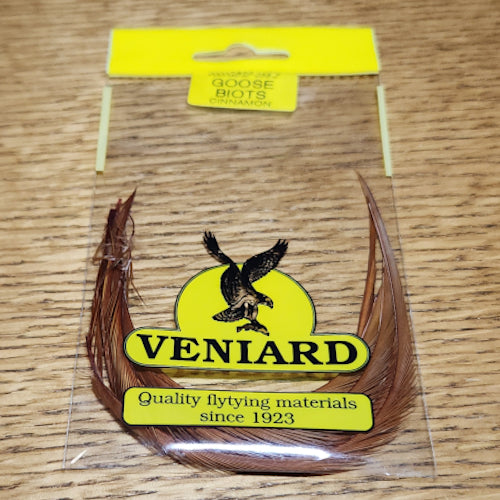 GOOSE
BIOTS
CINNAMON
VENIARD
Quality flytying materials
since 1923